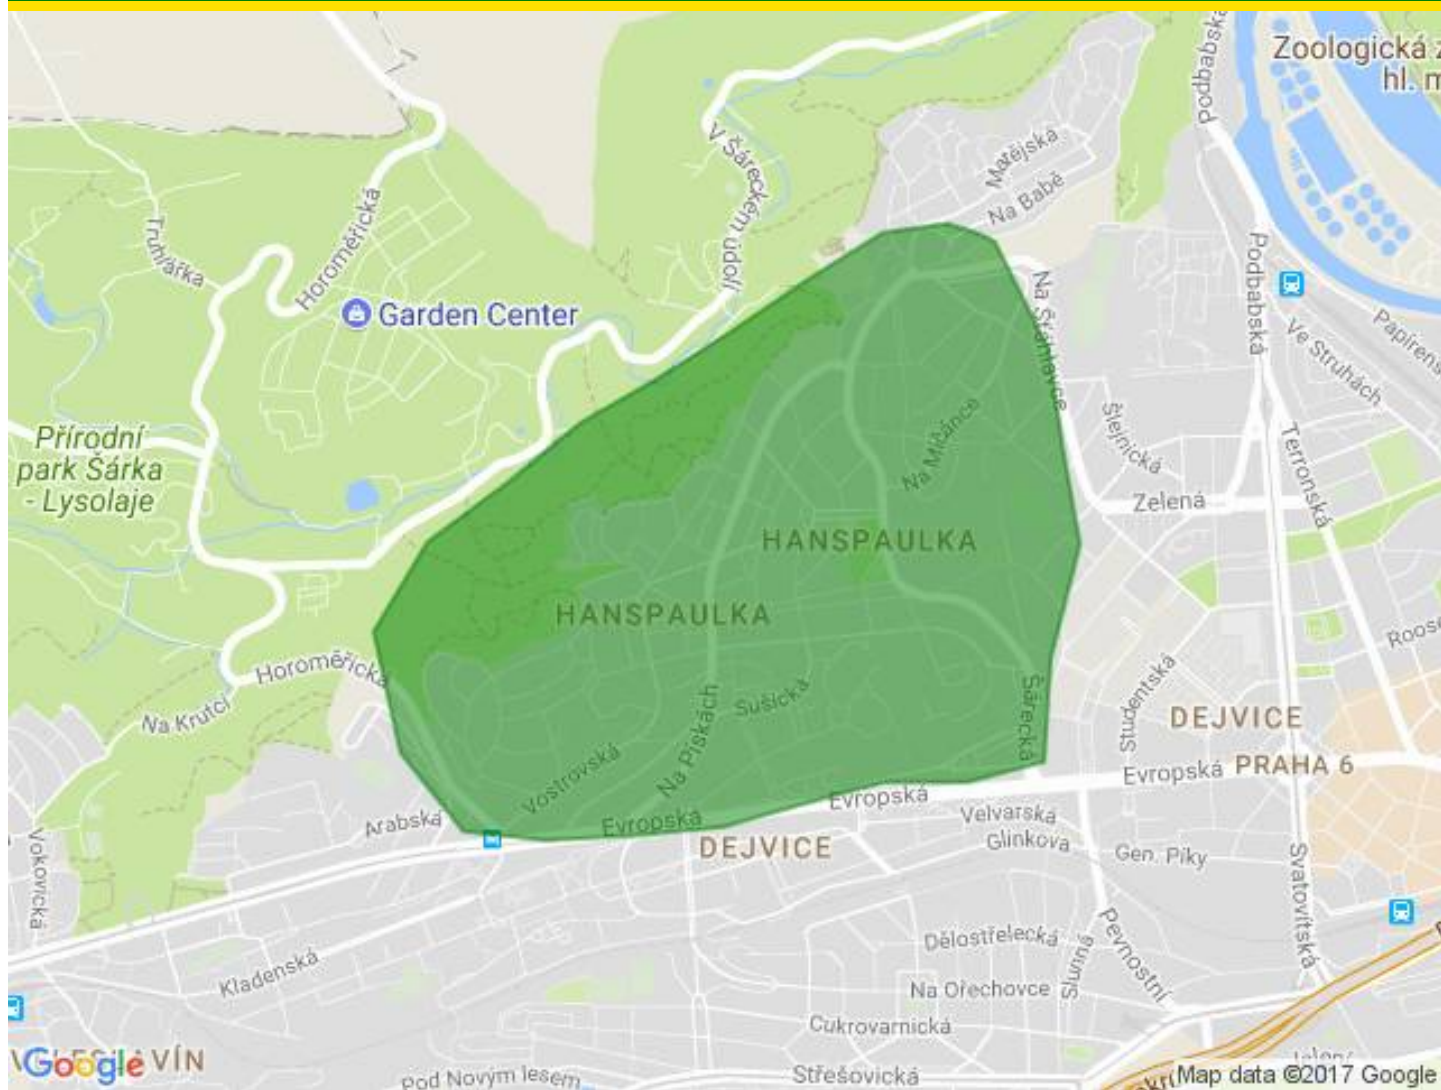 Podbabská
Zoologická z
hl. m
V Šáreckém údolí
Matějska
Na Babě
Truhlářka
Horoměřická
Garden Center
Podbabská
Na Šťáhlavce
Ve Struhách
Papírens
Přírodní
park Šárka
- Lysolaje
Šlejnická
Na Míčánce
Terronská
Zelená
HANSPAULKA
HANSPAULKA
Roose
Horoměřická
Studentská
Sušická
Šárecká
Na Krutci
Na Pískách
DEJVICE
Vostrovská
Evropská
PRAHA 6
Evropská
Arabská
Evropská
Velvarská
Glinkova
DEJVICE
Gen. Píky
Vokovická
Svatovítská
Dělostřelecká
Slunná
Pevnostní
Kladenská
Na Ořechovce
Cukrovarnická
Google
VÍN
Pod Novým lesem
Střešovická
Map data ©2017 Google